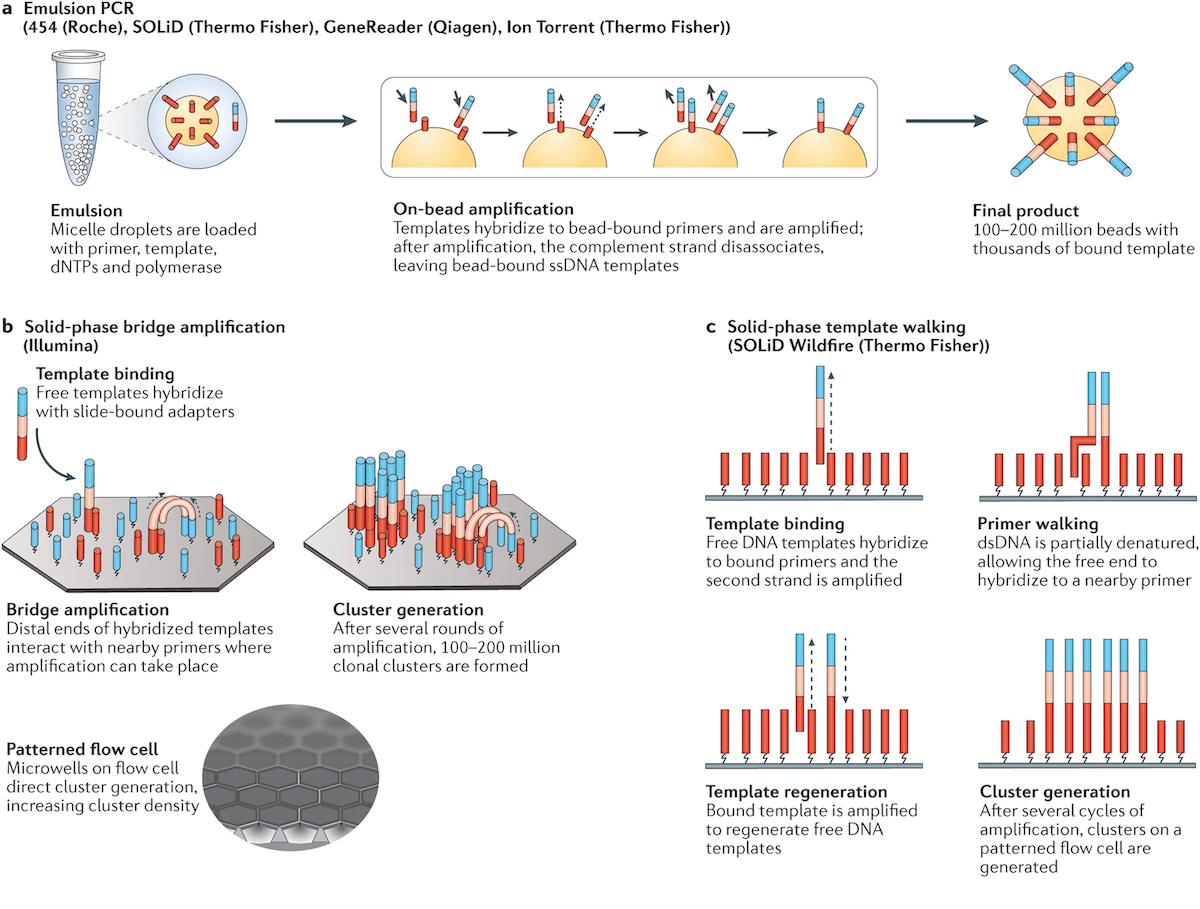 a Emulsion PCR
(454 (Roche), SOLiD (Thermo Fisher), GeneReader (Qiagen), Ion Torrent (Thermo Fisher))
Emulsion
Micelle droplets are loaded
with primer, template,
dNTPs and polymerase
On-bead amplification
Templates hybridize to bead-bound primers and are amplified;
after amplification, the complement strand disassociates,
leaving bead-bound ssDNA templates
Final product
100–200 million beads with
thousands of bound template
b Solid-phase bridge amplification
(Illumina)
Template binding
Free templates hybridize
with slide-bound adapters
Bridge amplification
Distal ends of hybridized templates
interact with nearby primers where
amplification can take place
Cluster generation
After several rounds of
amplification, 100–200 million
clonal clusters are formed
Patterned flow cell
Microwells on flow cell
direct cluster generation,
increasing cluster density
c Solid-phase template walking
(SOLiD Wildfire (Thermo Fisher))
Template binding
Free DNA templates hybridize
to bound primers and the
second strand is amplified
Primer walking
dsDNA is partially denatured,
allowing the free end to
hybridize to a nearby primer
Template regeneration
Bound template is amplified
to regenerate free DNA
templates
Cluster generation
After several cycles of
amplification, clusters on a
patterned flow cell are
generated